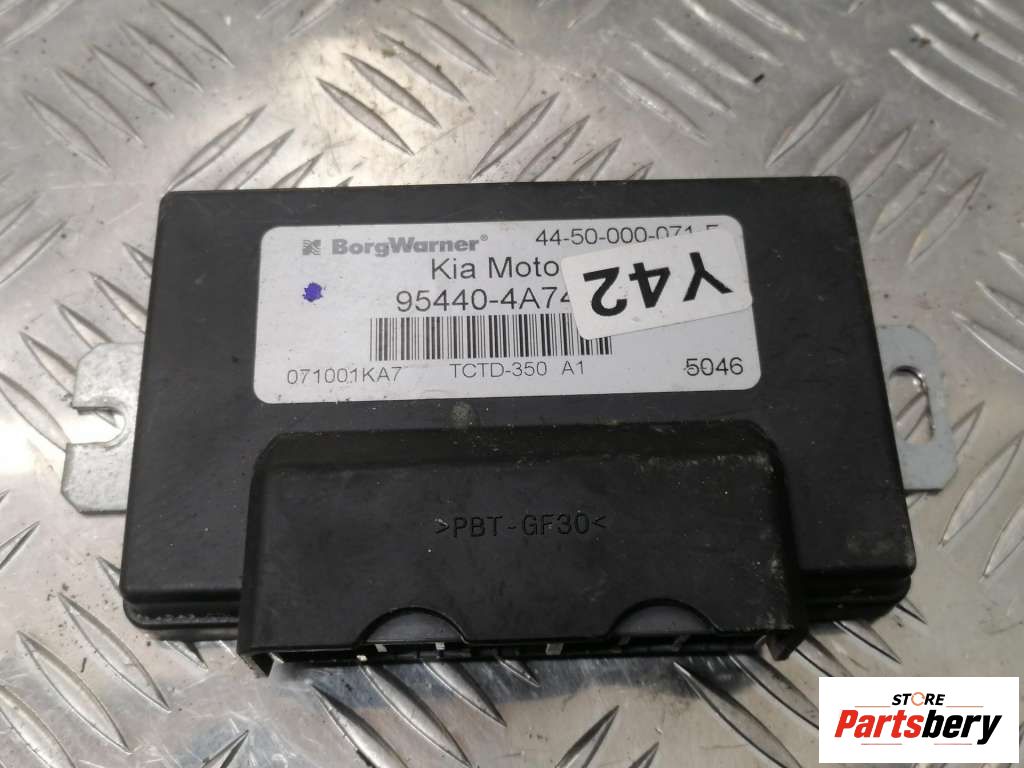 BorgWarner® 44-50-000-071-
Kia Moto
95440-4A74
Y42
071001KA7 TCTD-350 A1 5046
>PBT-GF30<
STORE
Partsbery